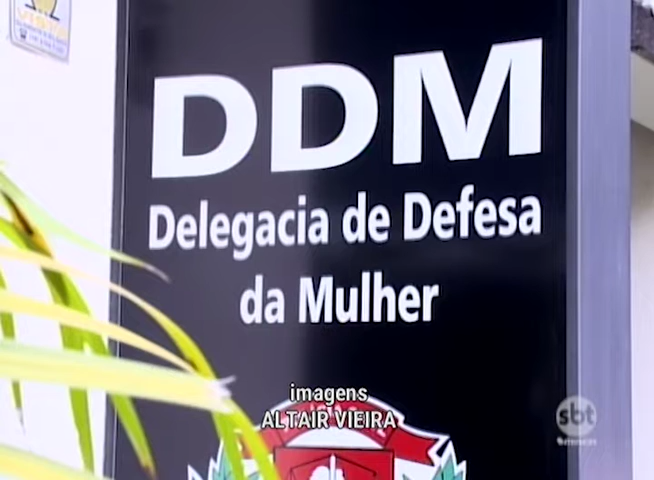 DDM
Delegacia de Defesa
da Mulher
imagens
ALTAIR VIEIRA
sbt